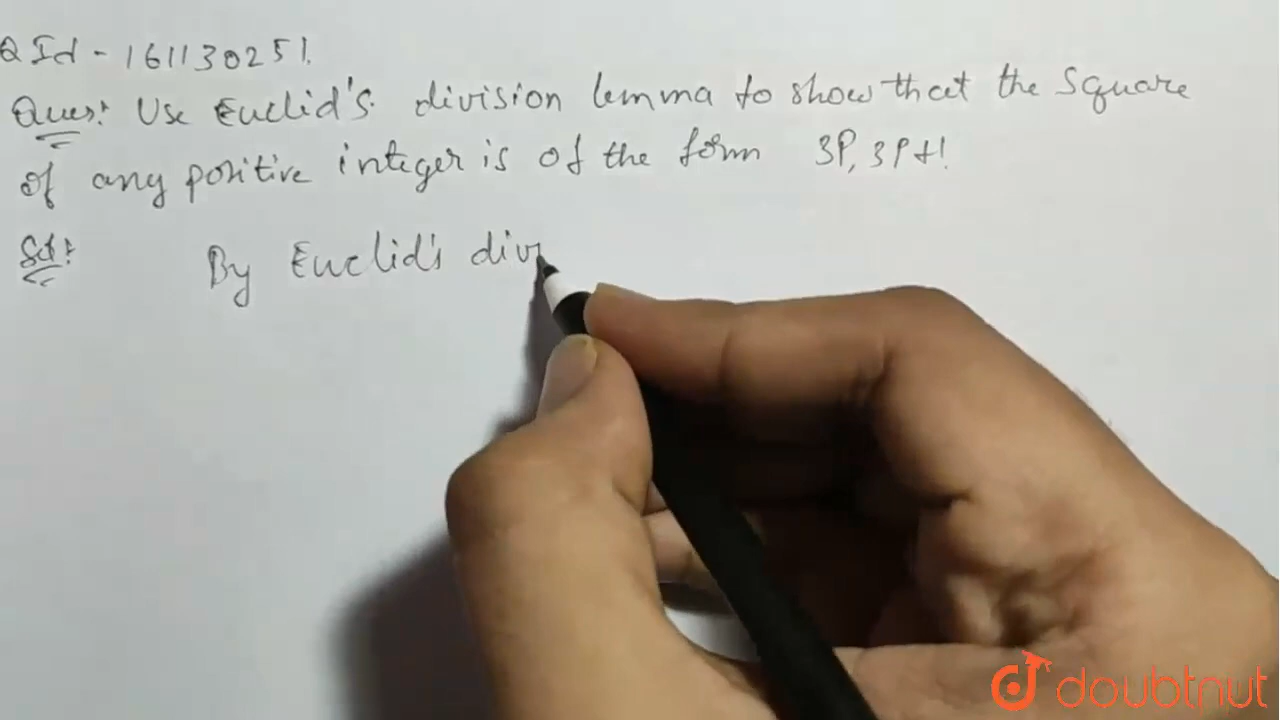 Q Id - 161130251.
Ques: Use Euclid's division lemma to show that the square
of any positive integer is of the form 3P, 3P+1
Sol:
By Euclid's div
doubtnut